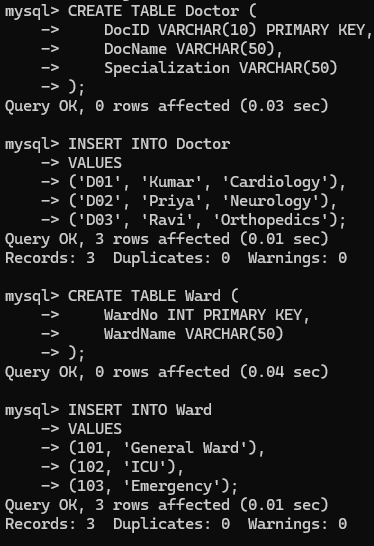 mysql> CREATE TABLE Doctor (
    ->     DocID VARCHAR(10) PRIMARY KEY,
    ->     DocName VARCHAR(50),
    ->     Specialization VARCHAR(50)
    -> );
Query OK, 0 rows affected (0.03 sec)

mysql> INSERT INTO Doctor
    -> VALUES
    -> ('D01', 'Kumar', 'Cardiology'),
    -> ('D02', 'Priya', 'Neurology'),
    -> ('D03', 'Ravi', 'Orthopedics');
Query OK, 3 rows affected (0.01 sec)
Records: 3  Duplicates: 0  Warnings: 0

mysql> CREATE TABLE Ward (
    ->     WardNo INT PRIMARY KEY,
    ->     WardName VARCHAR(50)
    -> );
Query OK, 0 rows affected (0.04 sec)

mysql> INSERT INTO Ward
    -> VALUES
    -> (101, 'General Ward'),
    -> (102, 'ICU'),
    -> (103, 'Emergency');
Query OK, 3 rows affected (0.01 sec)
Records: 3  Duplicates: 0  Warnings: 0